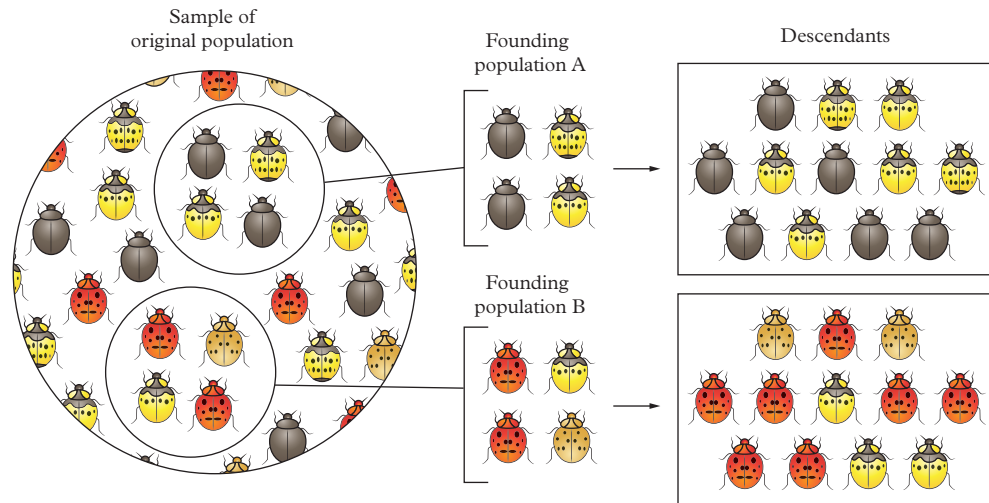 Sample of
original population
Founding
population A
Descendants
Founding
population B